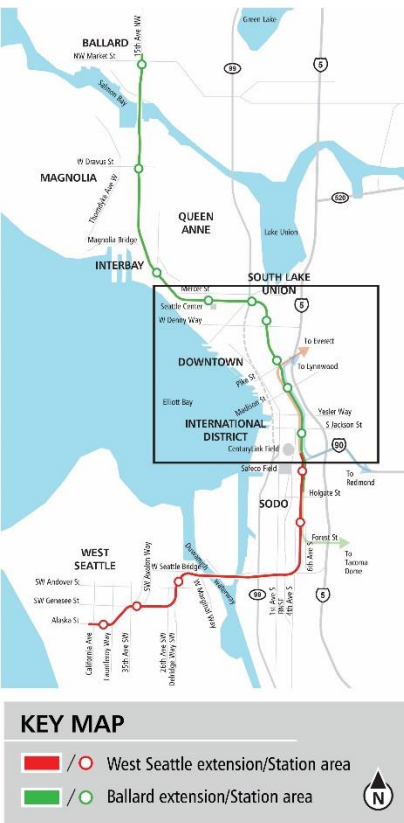 Green Lake
BALLARD
15th Ave NW
NW Market St
99
5
Salmon Bay
W Dravus St
MAGNOLIA
Thorndyke Ave W
520
QUEEN
ANNE
Magnolia Bridge
Lake Union
INTERBAY
SOUTH LAKE
UNION
Mercer St
Seattle Center
5
W Denny Way
To Everett
DOWNTOWN
To Lynnwood
Pike St
Madison St
Elliott Bay
Yesler Way
INTERNATIONAL
DISTRICT
S Jackson St
CenturyLink Field
90
Safeco Field
To
Redmond
Holgate St
SODO
WEST
SEATTLE
SW Avalon Way
Duwamish
Waterway
6th Ave S
Forest St
To
Tacoma
Dome
W Seattle Bridge
SW Andover St
W Marginal Way
99
1st Ave S
BNSF
4th Ave S
5
SW Genesee St
Alaska St
California Ave
35th Ave SW
26th Ave SW
Delridge Way SW
KEY MAP
/ West Seattle extension/Station area
/ Ballard extension/Station area
N